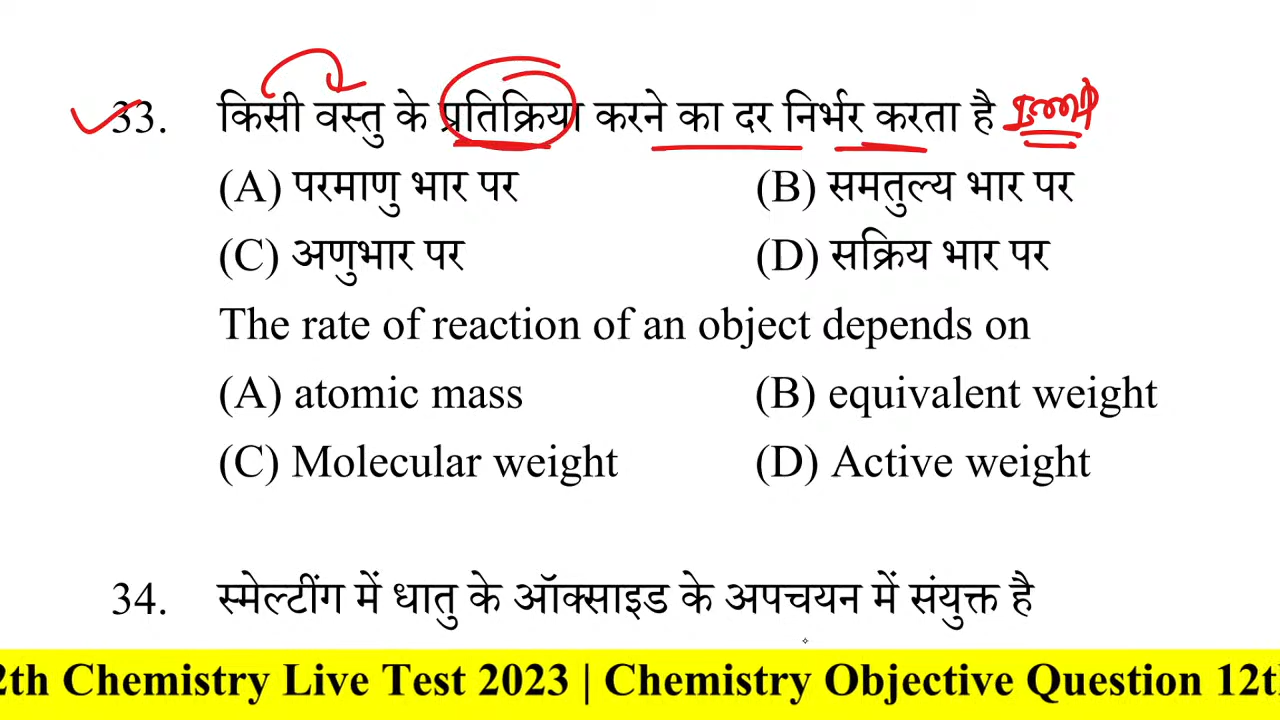 33. किसी वस्तु के प्रतिक्रिया करने का दर निर्भर करता है Imp
(A) परमाणु भार पर (B) समतुल्य भार पर
(C) अणुभार पर (D) सक्रिय भार पर
The rate of reaction of an object depends on
(A) atomic mass (B) equivalent weight
(C) Molecular weight (D) Active weight
34. स्मेल्टींग में धातु के ऑक्साइड के अपचयन में संयुक्त है
2th Chemistry Live Test 2023 | Chemistry Objective Question 12th